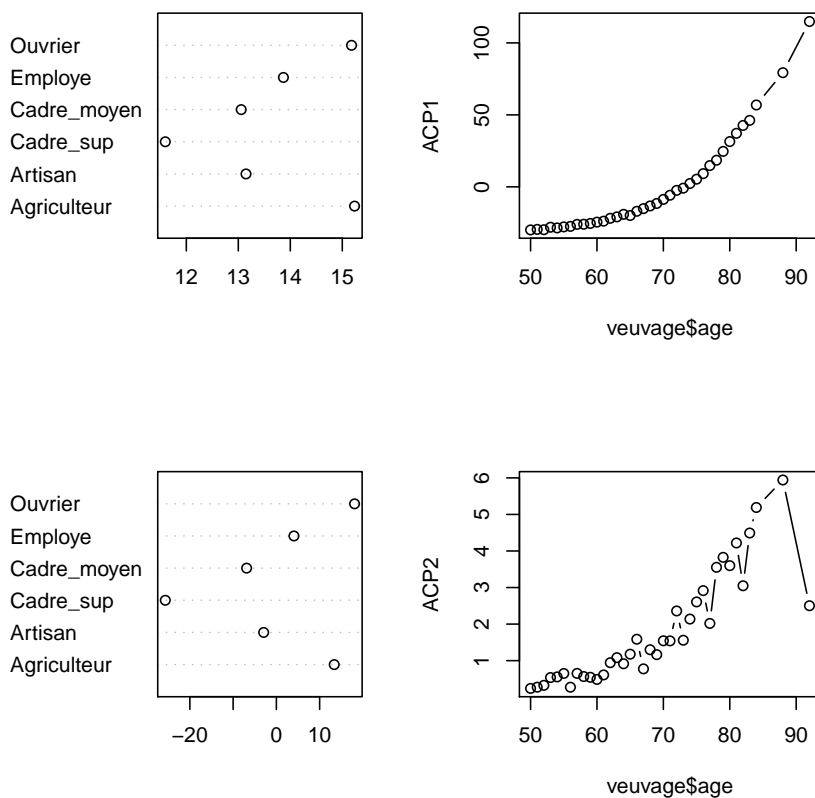 Ouvrier
Employe
Cadre_moyen
Cadre_sup
Artisan
Agriculteur
12 13 14 15
ACP1
100
50
0
50 60 70 80 90
veuvage$age
Ouvrier
Employe
Cadre_moyen
Cadre_sup
Artisan
Agriculteur
−20 0 10
ACP2
6
5
4
3
2
1
50 60 70 80 90
veuvage$age